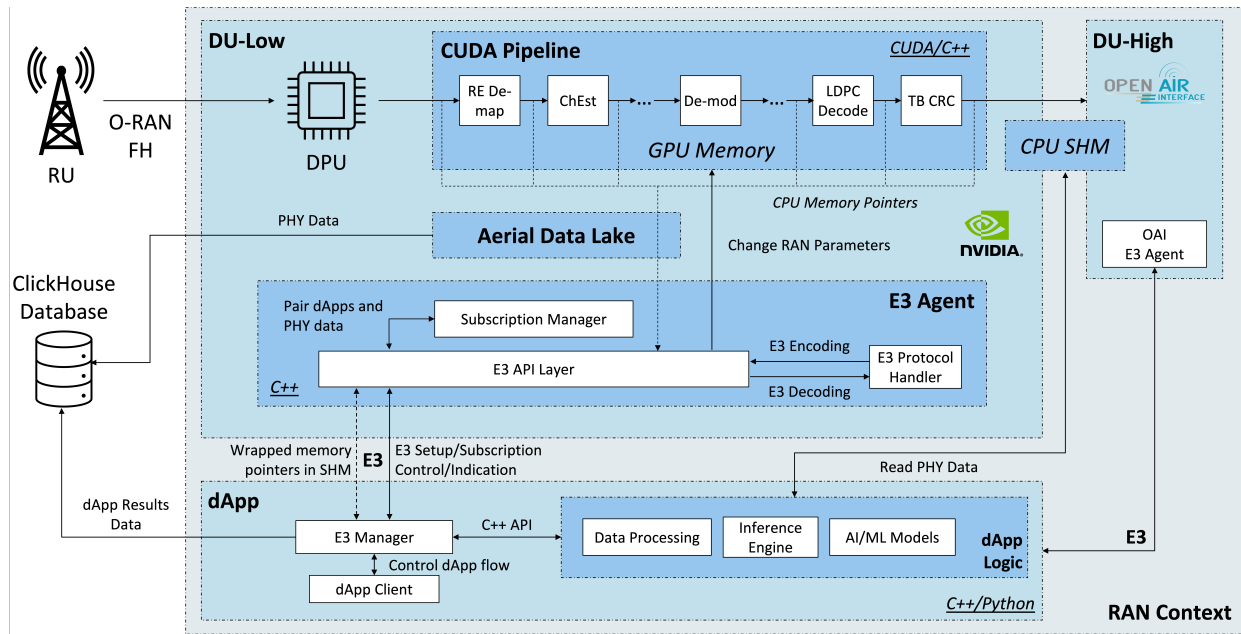 DU-Low
CUDA Pipeline
CUDA/C++
DU-High
RE De-
map
ChEst
...
De-mod
...
LDPC
Decode
TB CRC
OPEN AIR
INTERFACE
O-RAN
FH
RU
DPU
GPU Memory
CPU SHM
CPU Memory Pointers
PHY Data
Aerial Data Lake
Change RAN Parameters
NVIDIA.
OAI
E3 Agent
ClickHouse
Database
Pair dApps and
PHY data
Subscription Manager
E3 Agent
E3 API Layer
E3 Encoding
E3 Decoding
E3 Protocol
Handler
C++
Wrapped memory
pointers in SHM
E3
E3 Setup/Subscription
Control/Indication
Read PHY Data
dApp
dApp Results
Data
E3 Manager
C++ API
Data Processing
Inference
Engine
AI/ML Models
dApp
Logic
E3
Control dApp flow
dApp Client
C++/Python
RAN Context